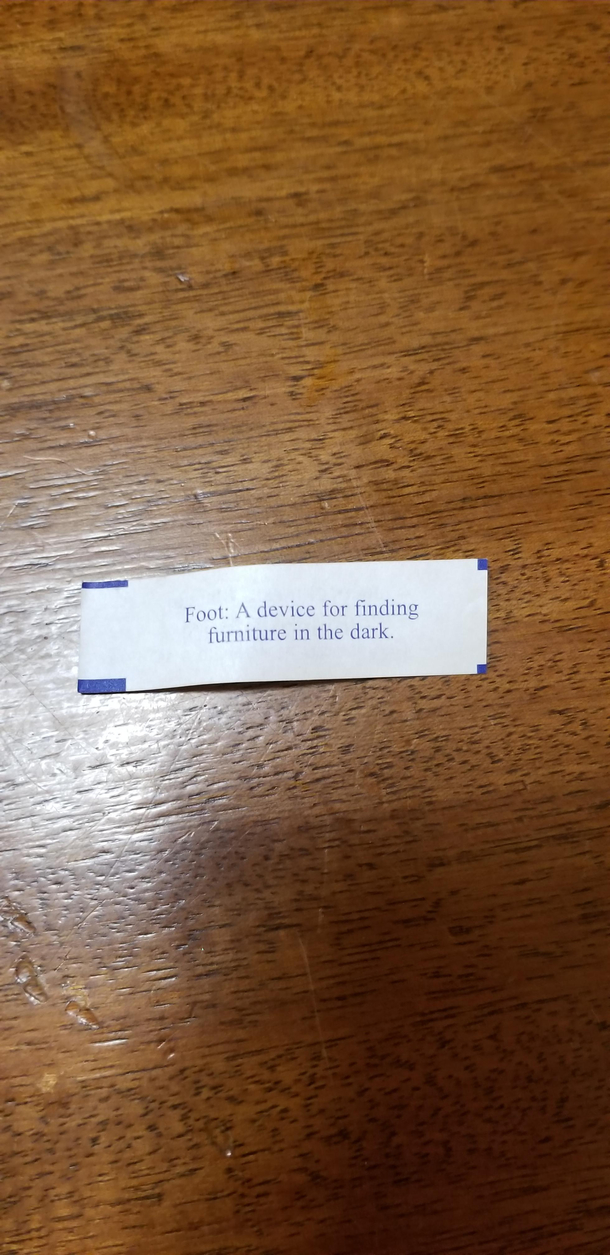 Foot: A device for finding
furniture in the dark.